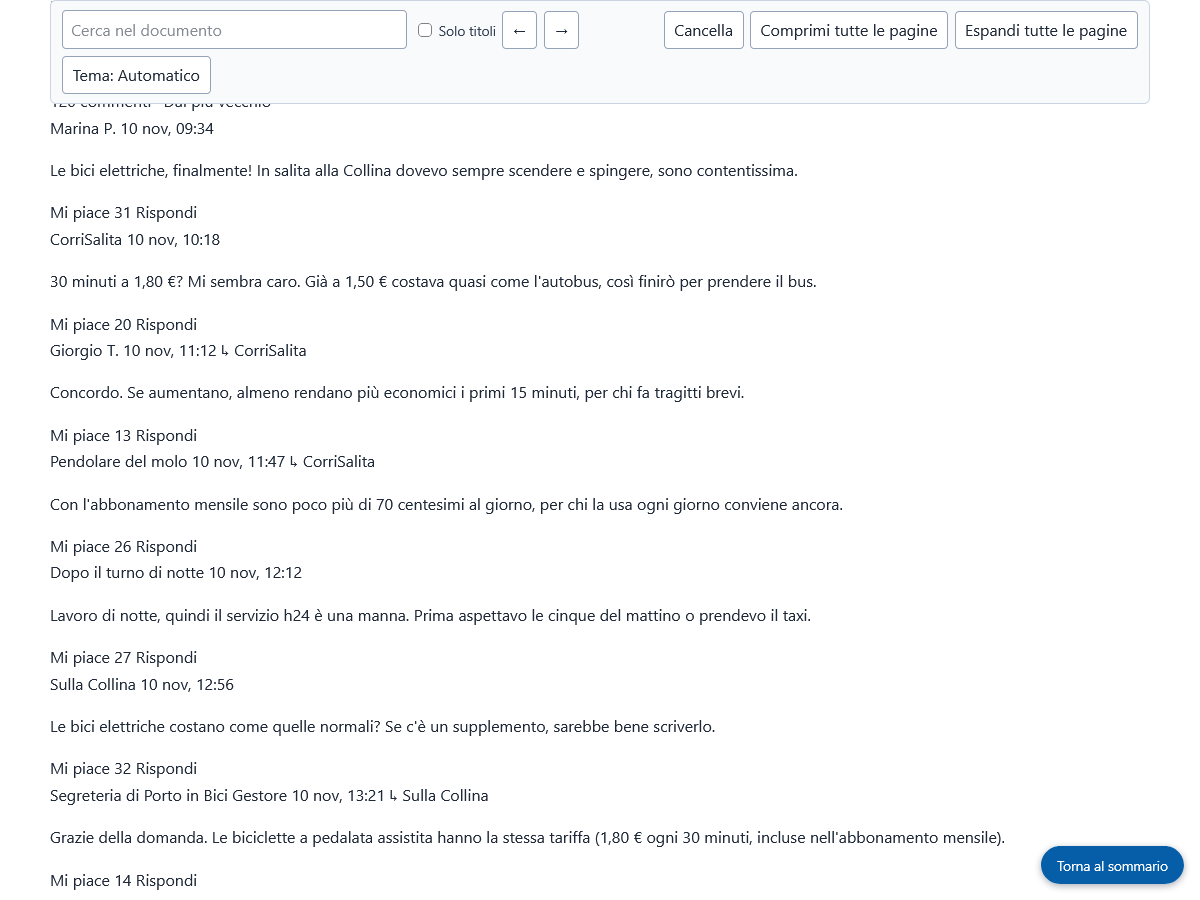 Cerca nel documento
Solo titoli
←
→
Cancella
Comprimi tutte le pagine
Espandi tutte le pagine
Tema: Automatico
Marina P. 10 nov, 09:34
Le bici elettriche, finalmente! In salita alla Collina dovevo sempre scendere e spingere, sono contentissima.
Mi piace 31 Rispondi
CorriSalita 10 nov, 10:18
30 minuti a 1,80 €? Mi sembra caro. Già a 1,50 € costava quasi come l'autobus, così finirò per prendere il bus.
Mi piace 20 Rispondi
Giorgio T. 10 nov, 11:12 ↳ CorriSalita
Concordo. Se aumentano, almeno rendano più economici i primi 15 minuti, per chi fa tragitti brevi.
Mi piace 13 Rispondi
Pendolare del molo 10 nov, 11:47 ↳ CorriSalita
Con l'abbonamento mensile sono poco più di 70 centesimi al giorno, per chi la usa ogni giorno conviene ancora.
Mi piace 26 Rispondi
Dopo il turno di notte 10 nov, 12:12
Lavoro di notte, quindi il servizio h24 è una manna. Prima aspettavo le cinque del mattino o prendevo il taxi.
Mi piace 27 Rispondi
Sulla Collina 10 nov, 12:56
Le bici elettriche costano come quelle normali? Se c'è un supplemento, sarebbe bene scriverlo.
Mi piace 32 Rispondi
Segreteria di Porto in Bici Gestore 10 nov, 13:21 ↳ Sulla Collina
Grazie della domanda. Le biciclette a pedalata assistita hanno la stessa tariffa (1,80 € ogni 30 minuti, incluse nell'abbonamento mensile).
Mi piace 14 Rispondi
Torna al sommario